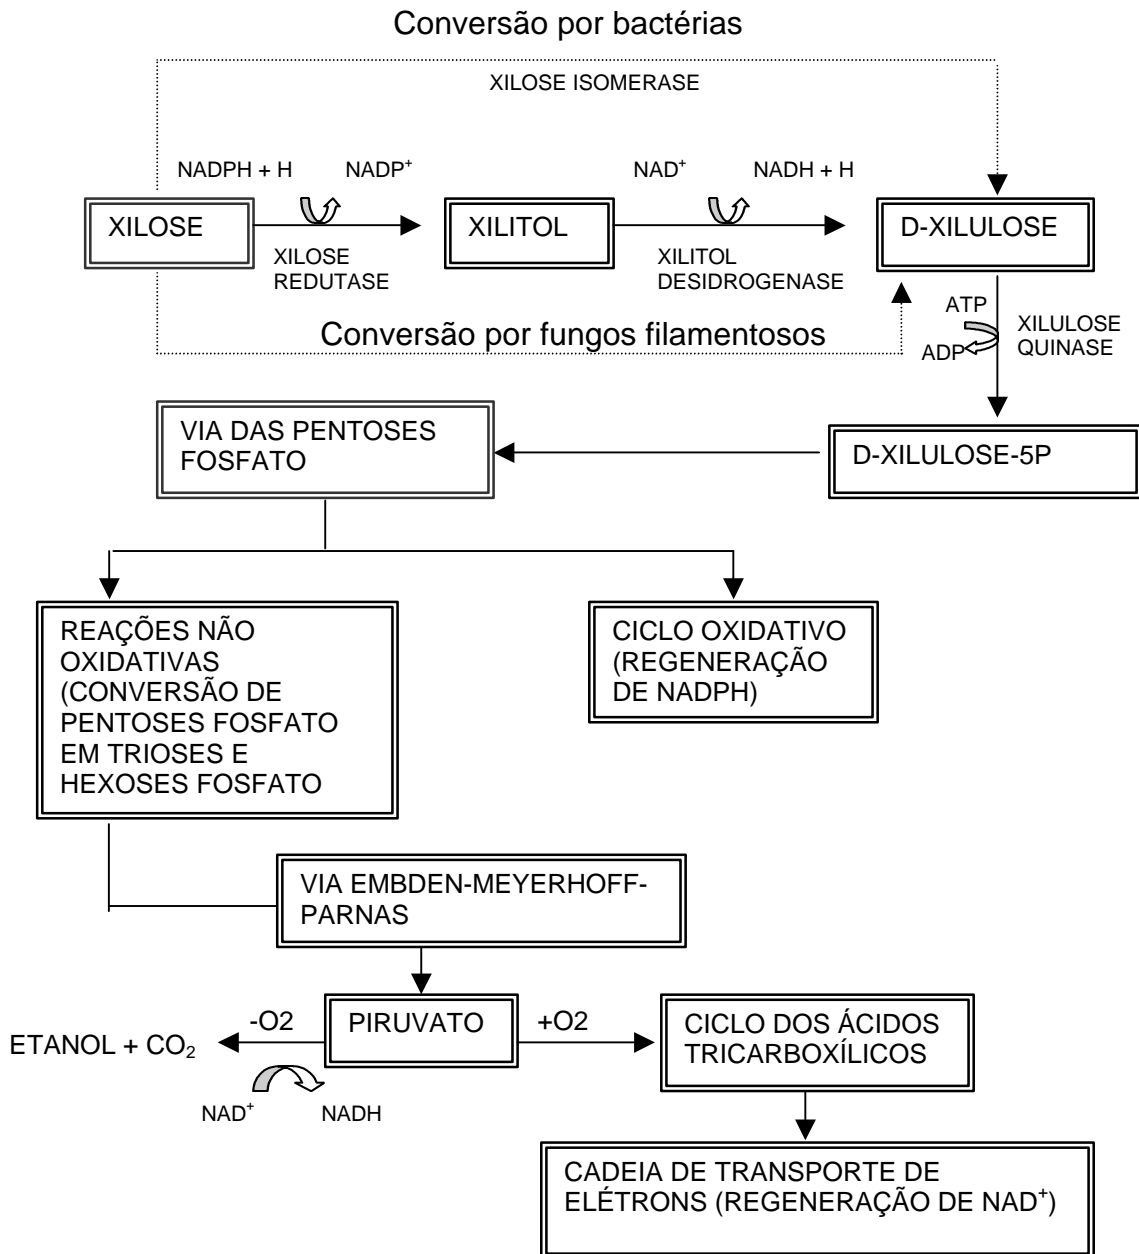 Conversão por bactérias
XILOSE ISOMERASE
NADPH + H
NADP⁺
NAD⁺
NADH + H
XILOSE
XILITOL
D-XILULOSE
XILOSE
REDUTASE
XILITOL
DESIDROGENASE
Conversão por fungos filamentosos
ATP
ADP
XILULOSE
QUINASE
VIA DAS PENTOSES
FOSFATO
D-XILULOSE-5P
REAÇÕES NÃO
OXIDATIVAS
(CONVERSÃO DE
PENTOSES FOSFATO
EM TRIOSES E
HEXOSES FOSFATO
CICLO OXIDATIVO
(REGENERAÇÃO
DE NADPH)
VIA EMBDEN-MEYERHOFF-
PARNAS
ETANOL + CO₂
-O2
PIRUVATO
+O2
CICLO DOS ÁCIDOS
TRICARBOXÍLICOS
NAD⁺
NADH
CADEIA DE TRANSPORTE DE
ELÉTRONS (REGENERAÇÃO DE NAD⁺)